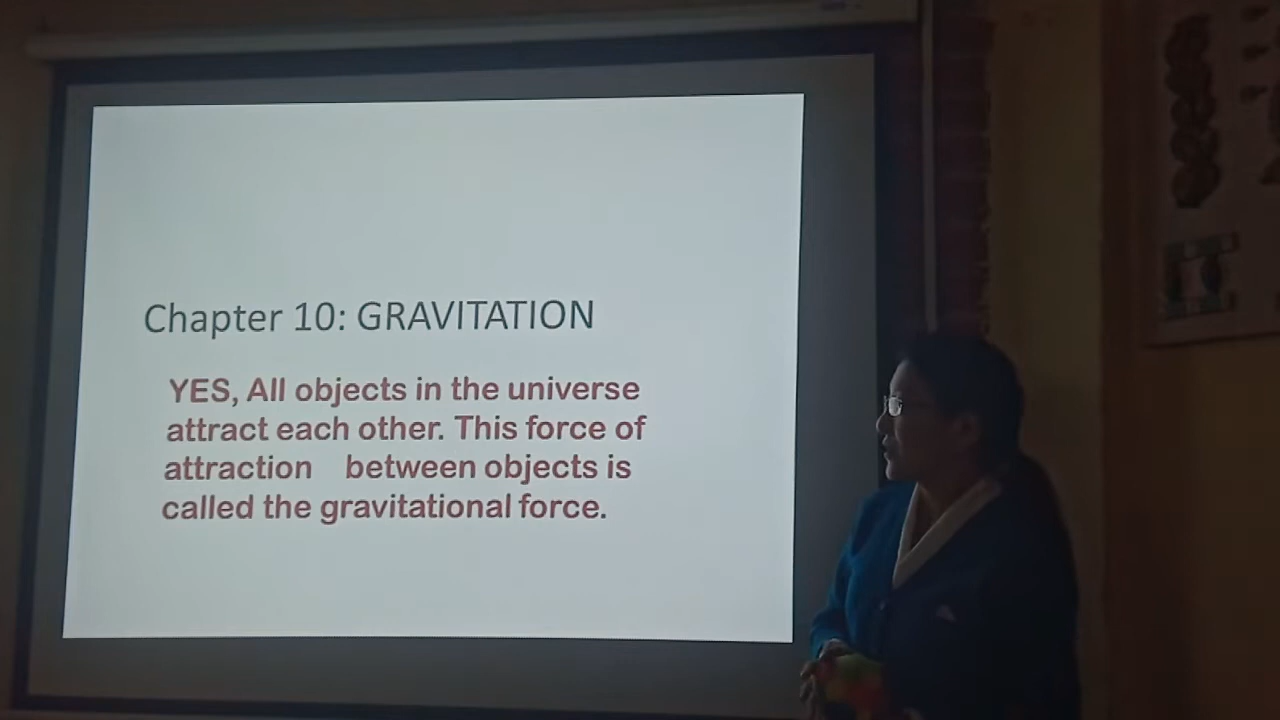 Chapter 10: GRAVITATION
YES, All objects in the universe
attract each other. This force of
attraction between objects is
called the gravitational force.